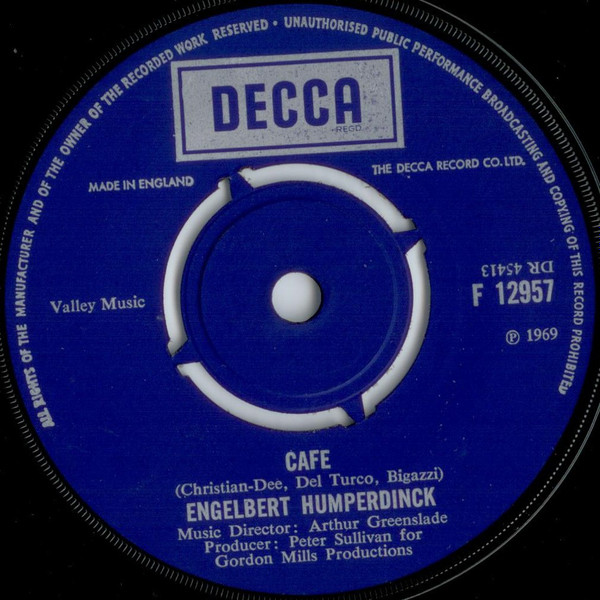 ALL RIGHTS OF THE MANUFACTURER AND OF THE OWNER OF THE RECORDED WORK RESERVED • UNAUTHORISED PUBLIC PERFORMANCE BROADCASTING AND COPYING OF THIS RECORD PROHIBITED
DECCA
REGD
THE DECCA RECORD CO. LTD.
MADE IN ENGLAND
DR 45413
Valley Music
F 12957
℗ 1969
CAFE
(Christian-Dee, Del Turco, Bigazzi)
ENGELBERT HUMPERDINCK
Music Director: Arthur Greenslade
Producer: Peter Sullivan for
Gordon Mills Productions